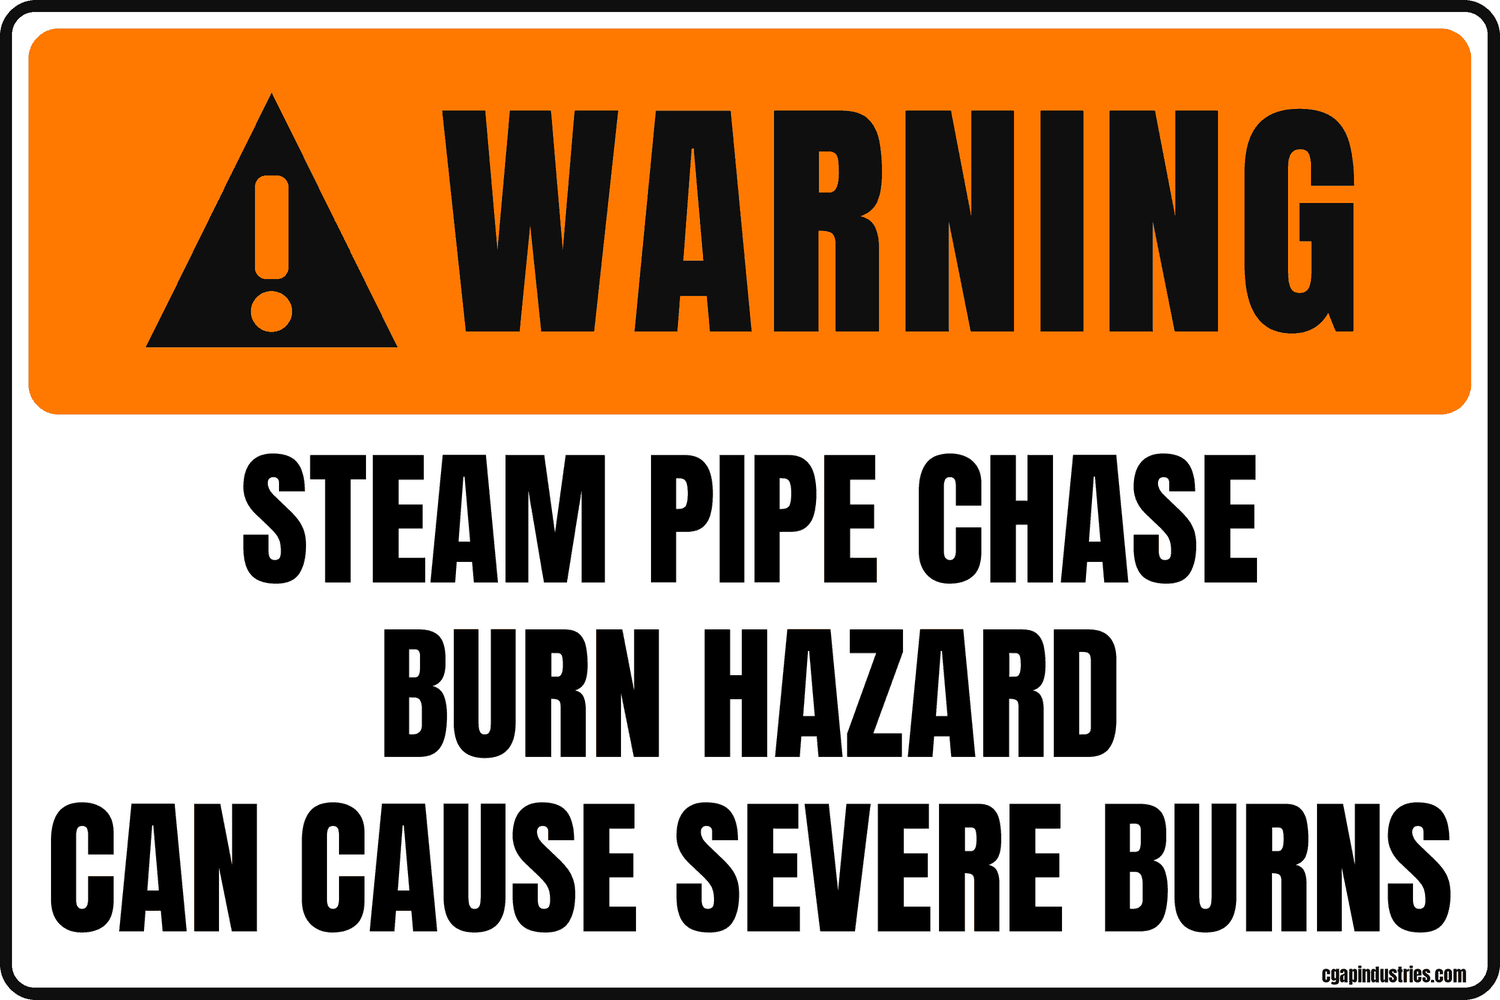 WARNING
STEAM PIPE CHASE
BURN HAZARD
CAN CAUSE SEVERE BURNS
cgapindustries.com